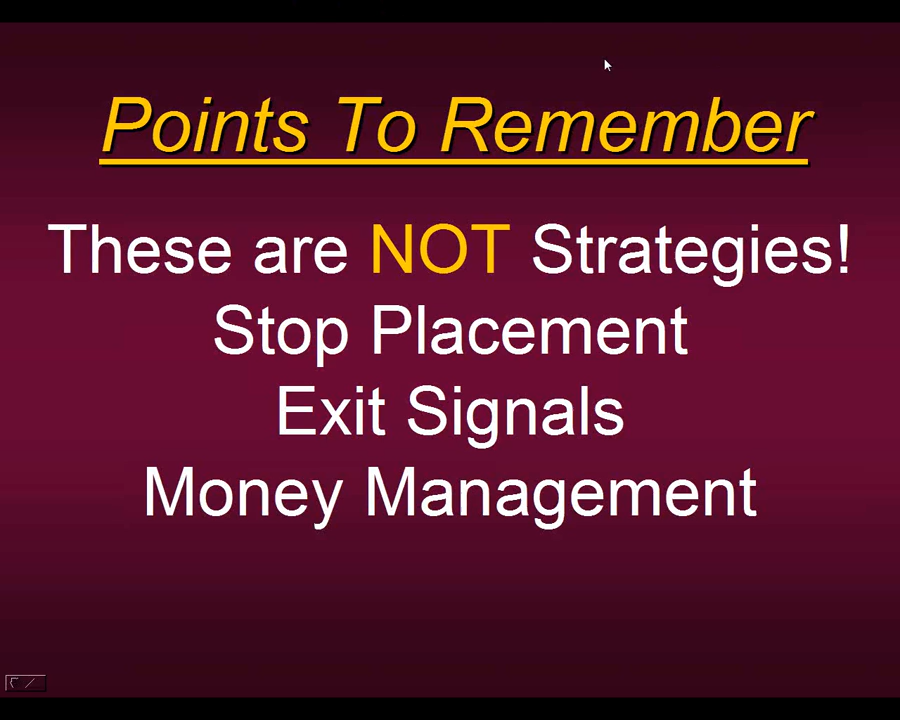 Points To Remember
These are NOT Strategies!
Stop Placement
Exit Signals
Money Management